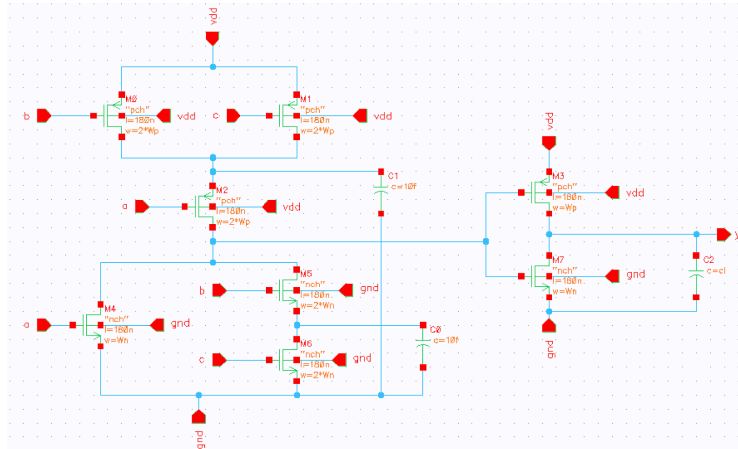 vdd
b
M0
"pch"
l=180n
w=2*Wp
vdd
c
M1
"pch"
l=180n
w=2*Wp
vdd
a
M2
"pch"
l=180n
w=2*Wp
vdd
C1
c=10f
vdd
M3
"pch"
l=180n
w=Wp
vdd
y
b
M5
"nch"
l=180n
w=2*Wn
gnd
M7
"nch"
l=180n
w=Wn
gnd
C2
c=cl
a
M4
"nch"
l=180n
w=Wn
gnd
c
M6
"nch"
l=180n
w=2*Wn
gnd
C0
c=10f
gnd
gnd